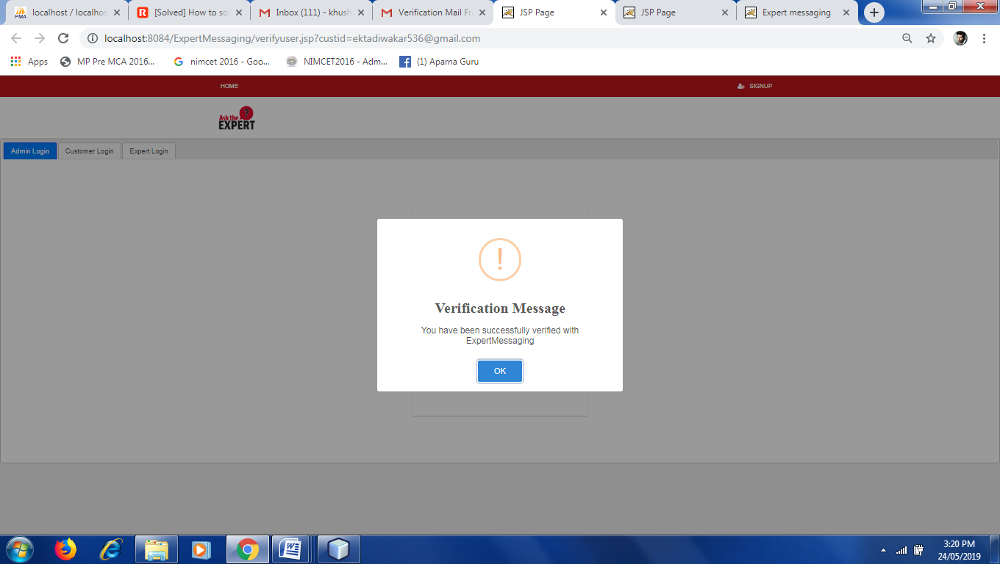 localhost / localhos
[Solved] How to sol
Inbox (111) - khush
Verification Mail Fr
JSP Page
JSP Page
Expert messaging
localhost:8084/ExpertMessaging/verifyuser.jsp?custid=ektadiwakar536@gmail.com
Apps
MP Pre MCA 2016...
nimcet 2016 - Goo...
NIMCET2016 - Adm...
(1) Aparna Guru
HOME
SIGNUP
Ask the ?
EXPERT
Admin Login
Customer Login
Expert Login
!
Verification Message
You have been successfully verified with
ExpertMessaging
OK
3:20 PM
24/05/2019